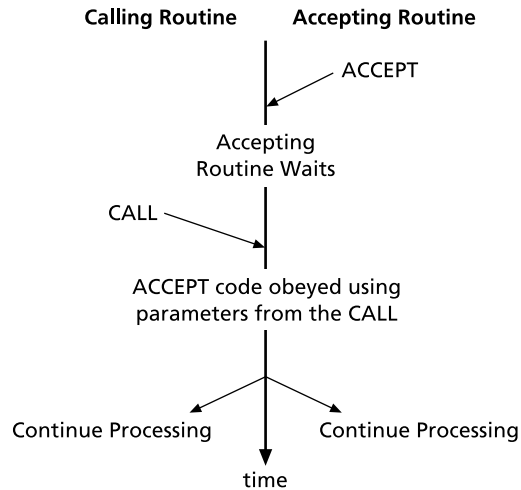 Calling Routine
Accepting Routine
ACCEPT
Accepting
Routine Waits
CALL
ACCEPT code obeyed using
parameters from the CALL
Continue Processing
Continue Processing
time